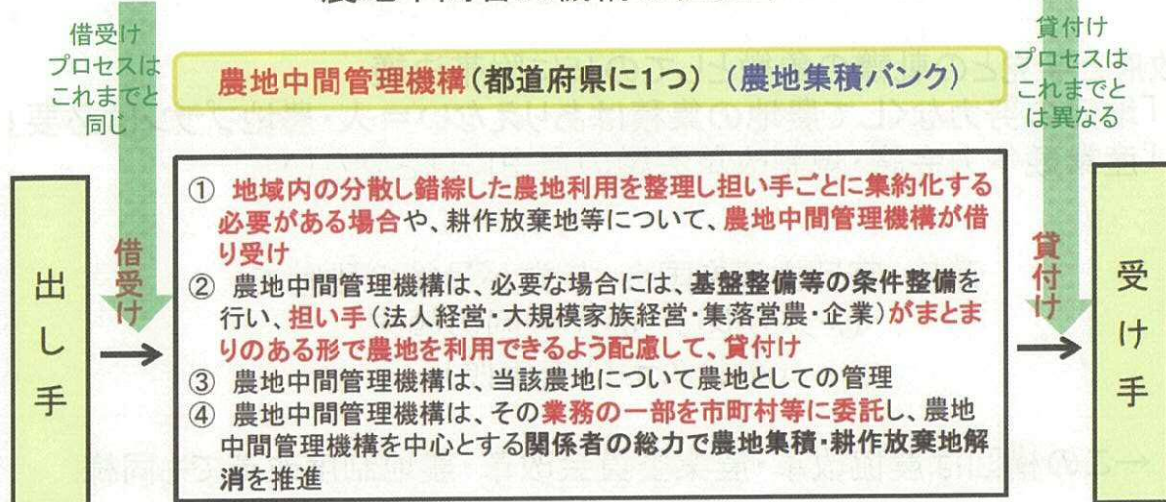 借受け
プロセスは
これまでと
同じ
農地中間管理機構(都道府県に1つ) (農地集積バンク)
貸付け
プロセスは
これまでと
は異なる
出し手
借受け
① 地域内の分散し錯綜した農地利用を整理し担い手ごとに集約化する
必要がある場合や、耕作放棄地等について、農地中間管理機構が借
り受け
② 農地中間管理機構は、必要な場合には、基盤整備等の条件整備を
行い、担い手(法人経営・大規模家族経営・集落営農・企業)がまとま
りのある形で農地を利用できるよう配慮して、貸付け
③ 農地中間管理機構は、当該農地について農地としての管理
④ 農地中間管理機構は、その業務の一部を市町村等に委託し、農地
中間管理機構を中心とする関係者の総力で農地集積・耕作放棄地解
消を推進
貸付け
受け手